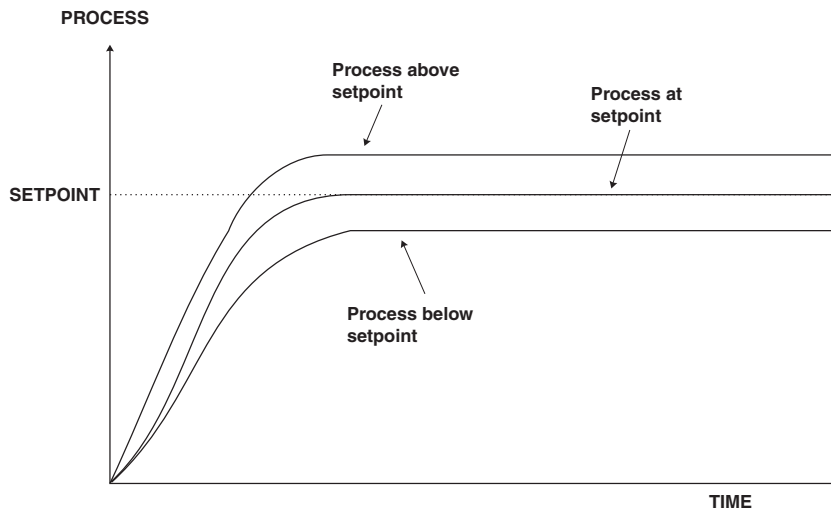 PROCESS
Process above
setpoint
Process at
setpoint
SETPOINT
Process below
setpoint
TIME